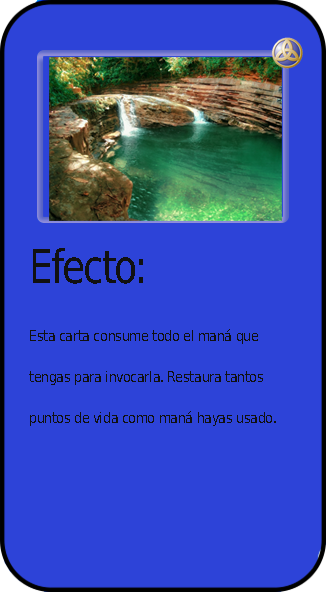 Efecto:
Esta carta consume todo el maná que
tengas para invocarla. Restaura tantos
puntos de vida como maná hayas usado.